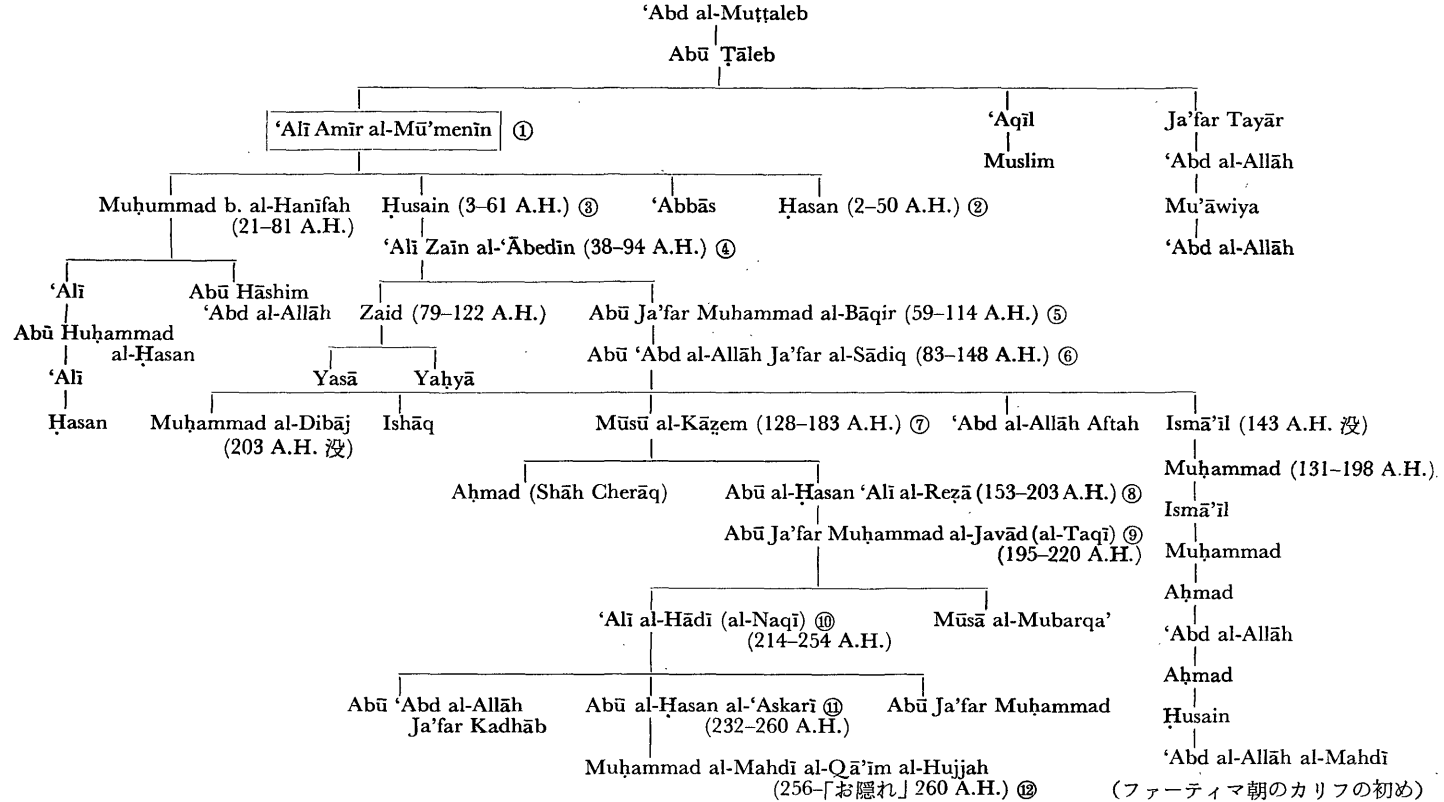 ‘Abd al-Muṭṭaleb
Abū Ṭāleb
‘Alī Amīr al-Mū’menīn ①
‘Aqīl
Ja’far Tayār
Muslim
‘Abd al-Allāh
Muḥummad b. al-Hanīfah
(21–81 A.H.)
Ḥusain (3–61 A.H.) ③
‘Abbās
Ḥasan (2–50 A.H.) ②
Mu’āwiya
‘Alī Zaīn al-‘Ābedīn (38–94 A.H.) ④
‘Abd al-Allāh
‘Alī
Abū Hāshim
‘Abd al-Allāh
Zaid (79–122 A.H.)
Abū Ja’far Muhammad al-Bāqir (59–114 A.H.) ⑤
Abū Huḥammad
al-Ḥasan
Abū ‘Abd al-Allāh Ja’far al-Sādiq (83–148 A.H.) ⑥
‘Alī
Yasā
Yaḥyā
Ḥasan
Muḥammad al-Dibāj
(203 A.H. 没)
Ishāq
Mūsū al-Kāẓem (128–183 A.H.) ⑦
‘Abd al-Allāh Aftah
Ismā’īl (143 A.H. 没)
Muḥammad (131–198 A.H.)
Aḥmad (Shāh Cherāq)
Abū al-Ḥasan ‘Alī al-Reẓā (153–203 A.H.) ⑧
Ismā’īl
Abū Ja’far Muḥammad al-Javād (al-Taqī) ⑨
(195–220 A.H.)
Muḥammad
Aḥmad
‘Alī al-Hādī (al-Naqī) ⑩
(214–254 A.H.)
Mūsā al-Mubarqa’
‘Abd al-Allāh
Aḥmad
Abū ‘Abd al-Allāh
Ja’far Kadhāb
Abū al-Ḥasan al-‘Askarī ⑪
(232–260 A.H.)
Abū Ja’far Muḥammad
Ḥusain
‘Abd al-Allāh al-Mahdī
Muḥammad al-Mahdī al-Qā’īm al-Hujjah
(256–「お隠れ」260 A.H.) ⑫
(ファーティマ朝のカリフの初め)